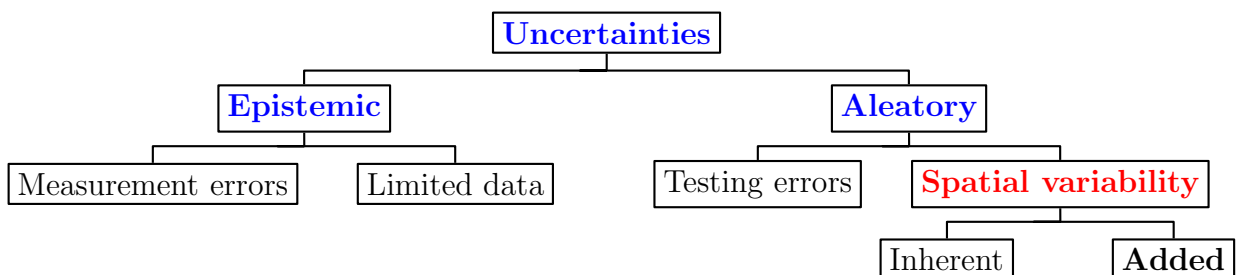 Uncertainties
Epistemic
Aleatory
Measurement errors
Limited data
Testing errors
Spatial variability
Inherent
Added